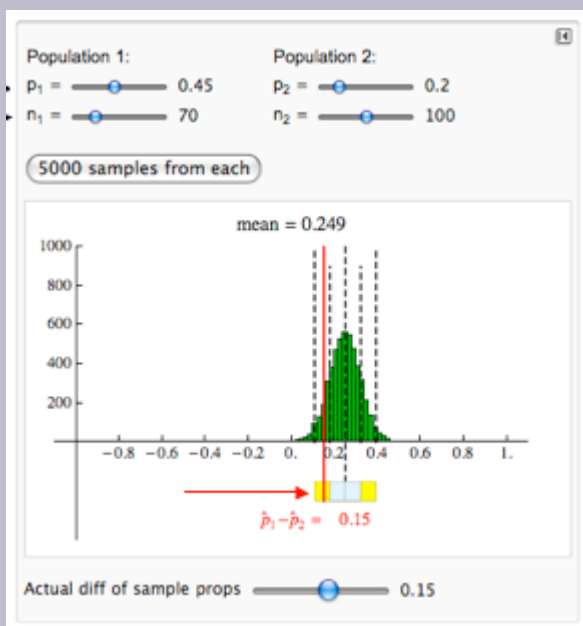 Population 1: Population 2:
p1 = 0.45 p2 = 0.2
n1 = 70 n2 = 100
5000 samples from each
mean = 0.249
1000
800
600
400
200
−0.8 −0.6 −0.4 −0.2 0. 0.2 0.4 0.6 0.8 1.
p̂1−p̂2 = 0.15
Actual diff of sample props 0.15